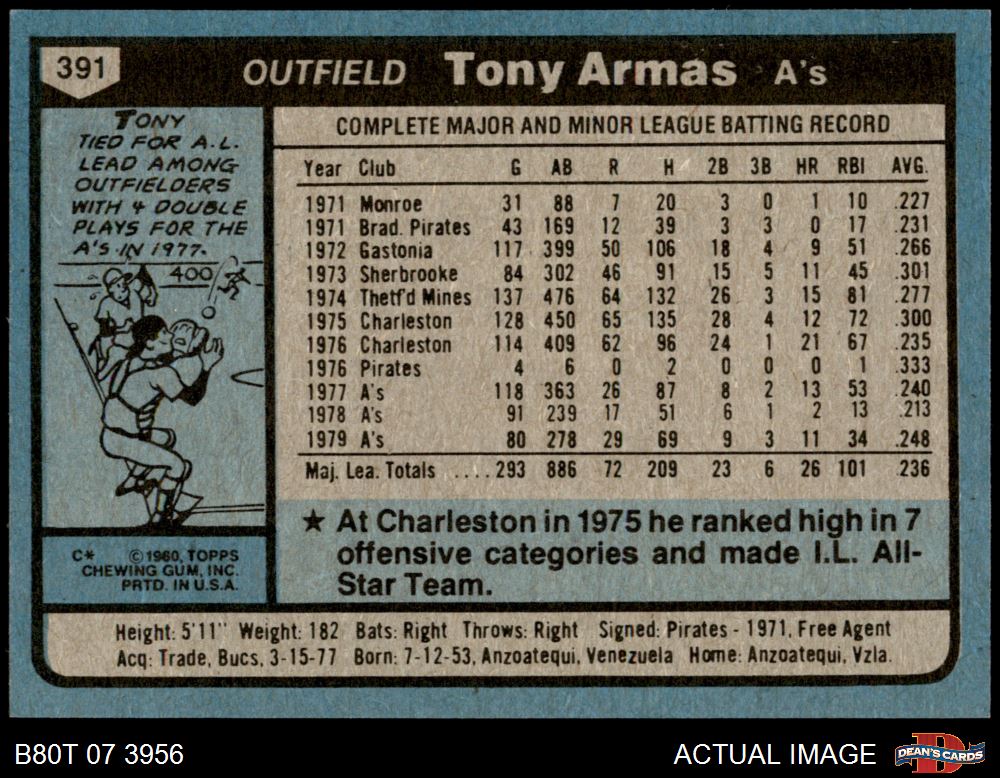 391 OUTFIELD Tony Armas A's
TONY
TIED FOR A.L.
LEAD AMONG
OUTFIELDERS
WITH 4 DOUBLE
PLAYS FOR THE
A'S IN 1977.
400
C* ©1980, TOPPS
CHEWING GUM, INC.
PRTD. IN U.S.A.
COMPLETE MAJOR AND MINOR LEAGUE BATTING RECORD
Year Club G AB R H 2B 3B HR RBI AVG.
1971 Monroe 31 88 7 20 3 0 1 10 .227
1971 Brad. Pirates 43 169 12 39 3 3 0 17 .231
1972 Gastonia 117 399 50 106 18 4 9 51 .266
1973 Sherbrooke 84 302 46 91 15 5 11 45 .301
1974 Thetf'd Mines 137 476 64 132 26 3 15 81 .277
1975 Charleston 128 450 65 135 28 4 12 72 .300
1976 Charleston 114 409 62 96 24 1 21 67 .235
1976 Pirates 4 6 0 2 0 0 0 1 .333
1977 A's 118 363 26 87 8 2 13 53 .240
1978 A's 91 239 17 51 6 1 2 13 .213
1979 A's 80 278 29 69 9 3 11 34 .248
Maj. Lea. Totals ....293 886 72 209 23 6 26 101 .236
★ At Charleston in 1975 he ranked high in 7
offensive categories and made I.L. All-
Star Team.
Height: 5'11" Weight: 182 Bats: Right Throws: Right Signed: Pirates - 1971, Free Agent
Acq: Trade, Bucs, 3-15-77 Born: 7-12-53, Anzoatequi, Venezuela Home: Anzoatequi, Vzla.
B80T 07 3956 ACTUAL IMAGE DEAN'S CARDS